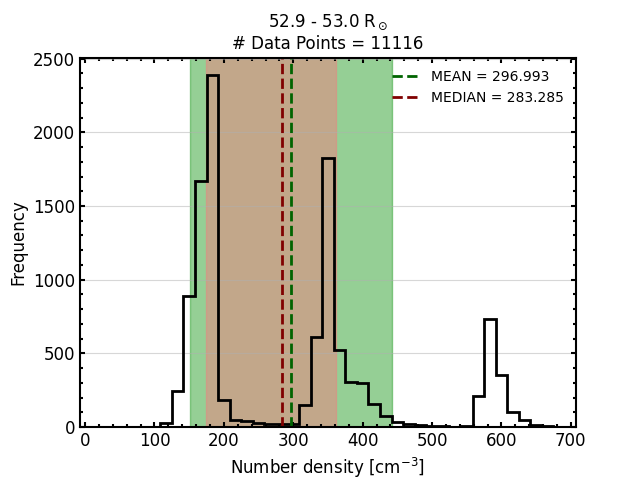 52.9 - 53.0 R⊙
# Data Points = 11116
MEAN = 296.993
MEDIAN = 283.285
2500
2000
1500
1000
500
0
Frequency
0 100 200 300 400 500 600 700
Number density [cm⁻³]